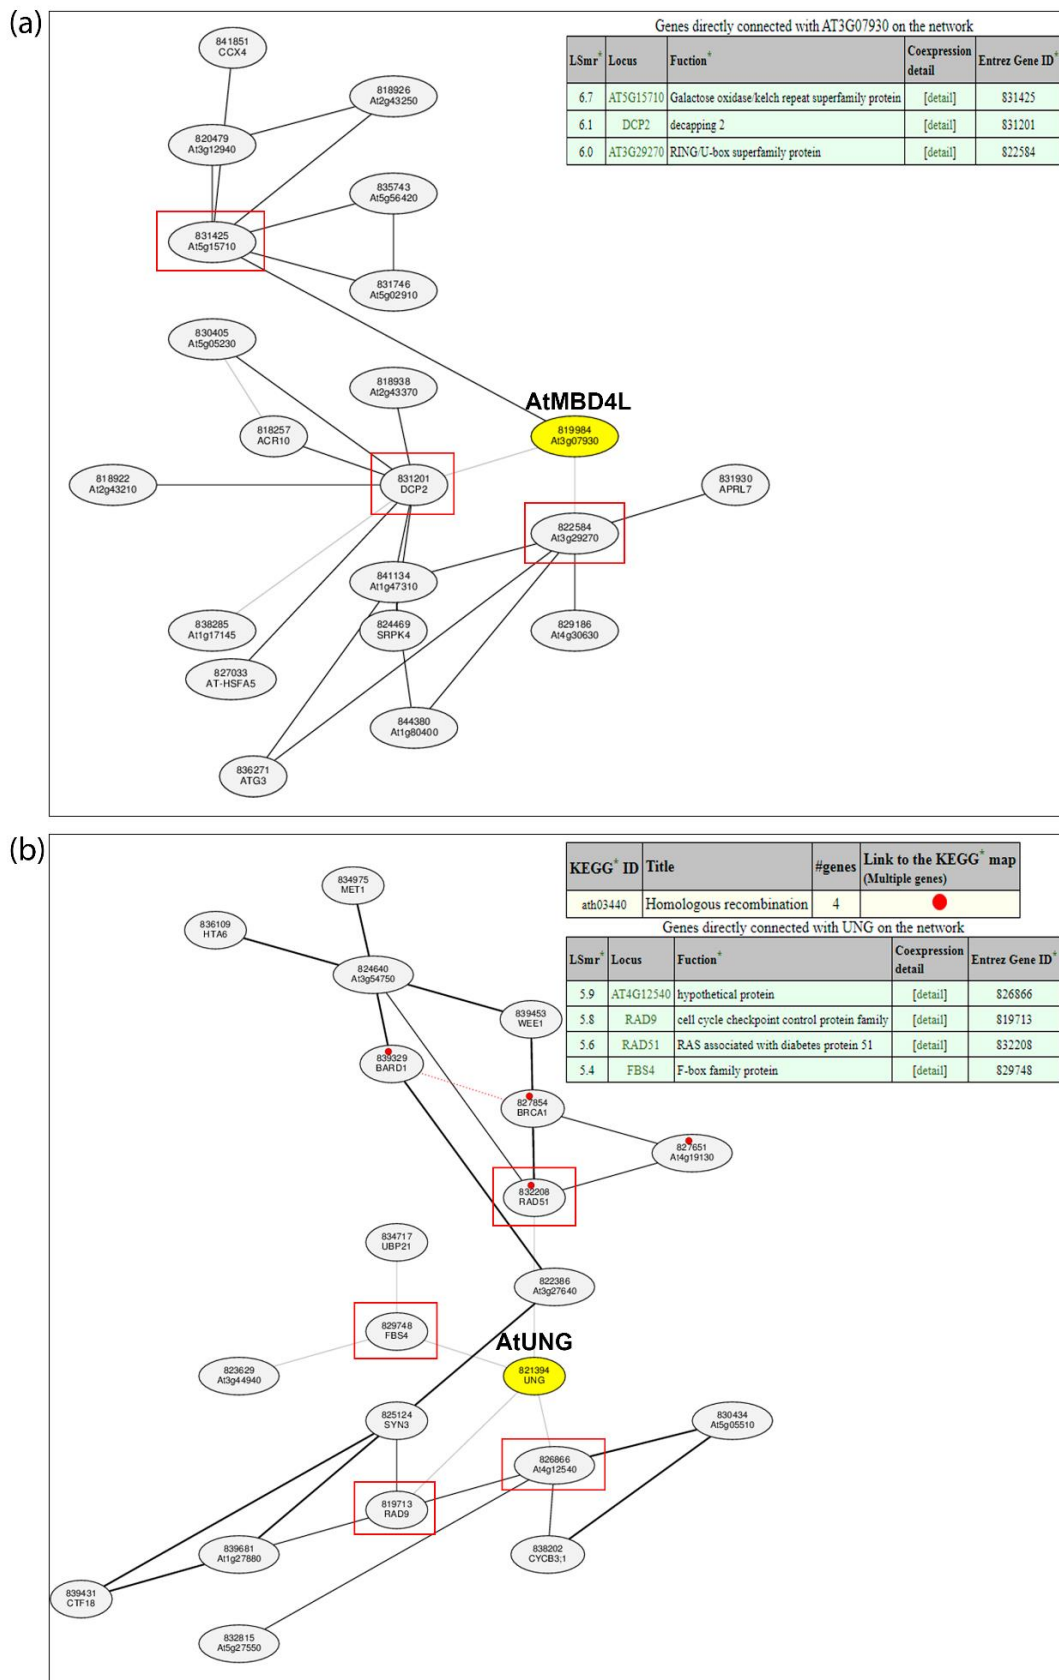 (a)
Genes directly connected with AT3G07930 on the network
LSmr* Locus Fuction* Coexpression detail Entrez Gene ID*
6.7 AT5G15710 Galactose oxidase/kelch repeat superfamily protein [detail] 831425
6.1 DCP2 decapping 2 [detail] 831201
6.0 AT3G29270 RING/U-box superfamily protein [detail] 822584
841851
CCX4
818926
At2g43250
820479
At3g12940
835743
At5g56420
831425
At5g15710
831746
At5g02910
830405
At5g05230
818938
At2g43370
AtMBD4L
819984
At3g07930
818257
ACR10
818922
At2g43210
831201
DCP2
831930
APRL7
822584
At3g29270
841134
At1g47310
838285
At1g17145
824469
SRPK4
829186
At4g30630
827033
AT-HSFA5
844380
At1g80400
836271
ATG3
(b)
KEGG* ID Title #genes Link to the KEGG* map
(Multiple genes)
ath03440 Homologous recombination 4
Genes directly connected with UNG on the network
LSmr* Locus Fuction* Coexpression detail Entrez Gene ID*
5.9 AT4G12540 hypothetical protein [detail] 826866
5.8 RAD9 cell cycle checkpoint control protein family [detail] 819713
5.6 RAD51 RAS associated with diabetes protein 51 [detail] 832208
5.4 FBS4 F-box family protein [detail] 829748
834975
MET1
836109
HTA6
824640
At3g54750
839453
WEE1
839329
BARD1
827854
BRCA1
827651
At4g19130
832208
RAD51
834717
UBP21
822386
At3g27640
829748
FBS4
AtUNG
823629
At3g44940
821394
UNG
825124
SYN3
830434
At5g05510
826866
At4g12540
819713
RAD9
839681
At1g27880
838202
CYCB3;1
839431
CTF18
832815
At5g27550